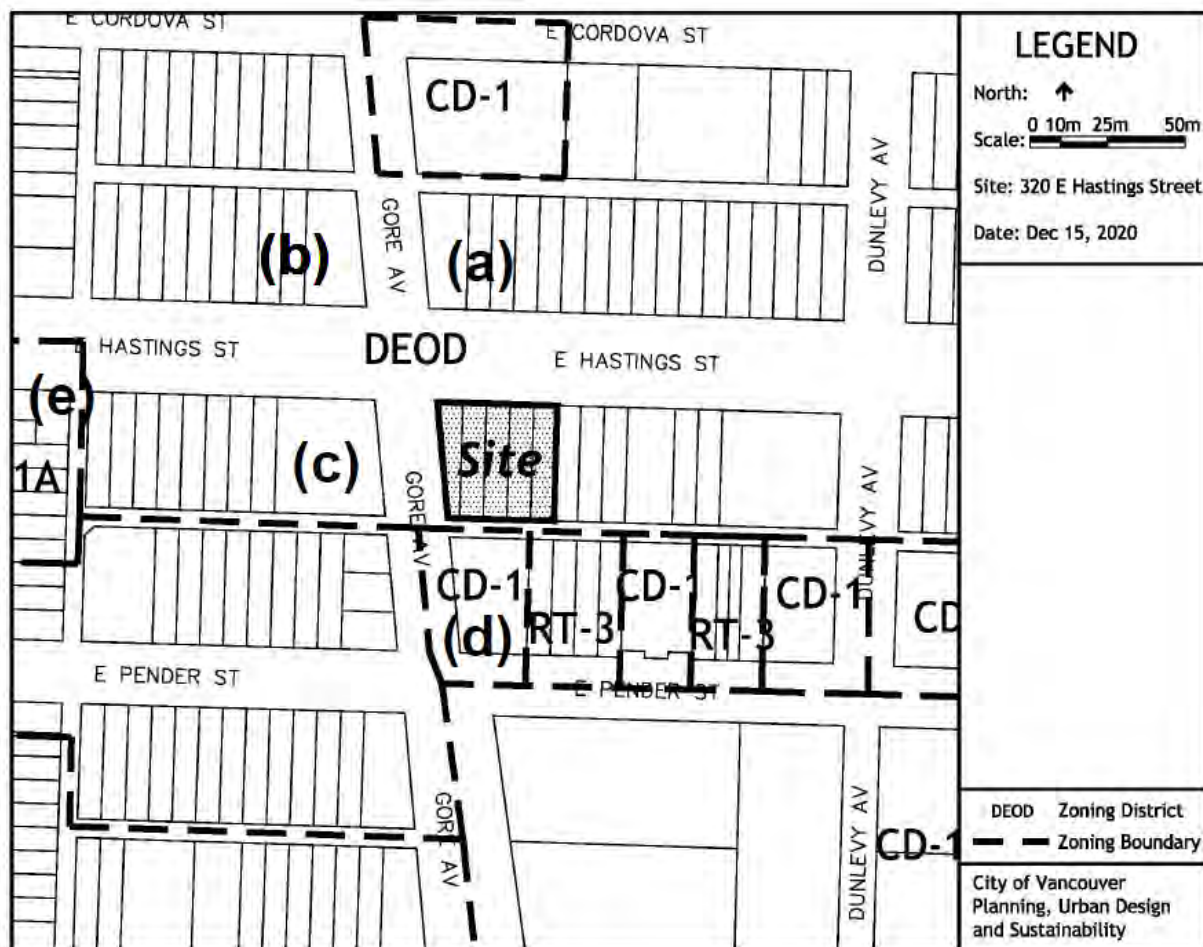 E CORDOVA ST
E CORDOVA ST
CD-1
GORE AV
DUNLEVY AV
(b)
(a)
E HASTINGS ST
DEOD
E HASTINGS ST
(e)
1A
(c)
Site
GORE AV
DUNLEVY AV
CD-1
RT-3
CD-1
RT-3
CD-1
CD
(d)
E PENDER ST
E PENDER ST
GORE AV
DUNLEVY AV
CD-1
LEGEND
North:
Scale: 0 10m 25m 50m
Site: 320 E Hastings Street
Date: Dec 15, 2020
DEOD Zoning District
Zoning Boundary
City of Vancouver
Planning, Urban Design
and Sustainability